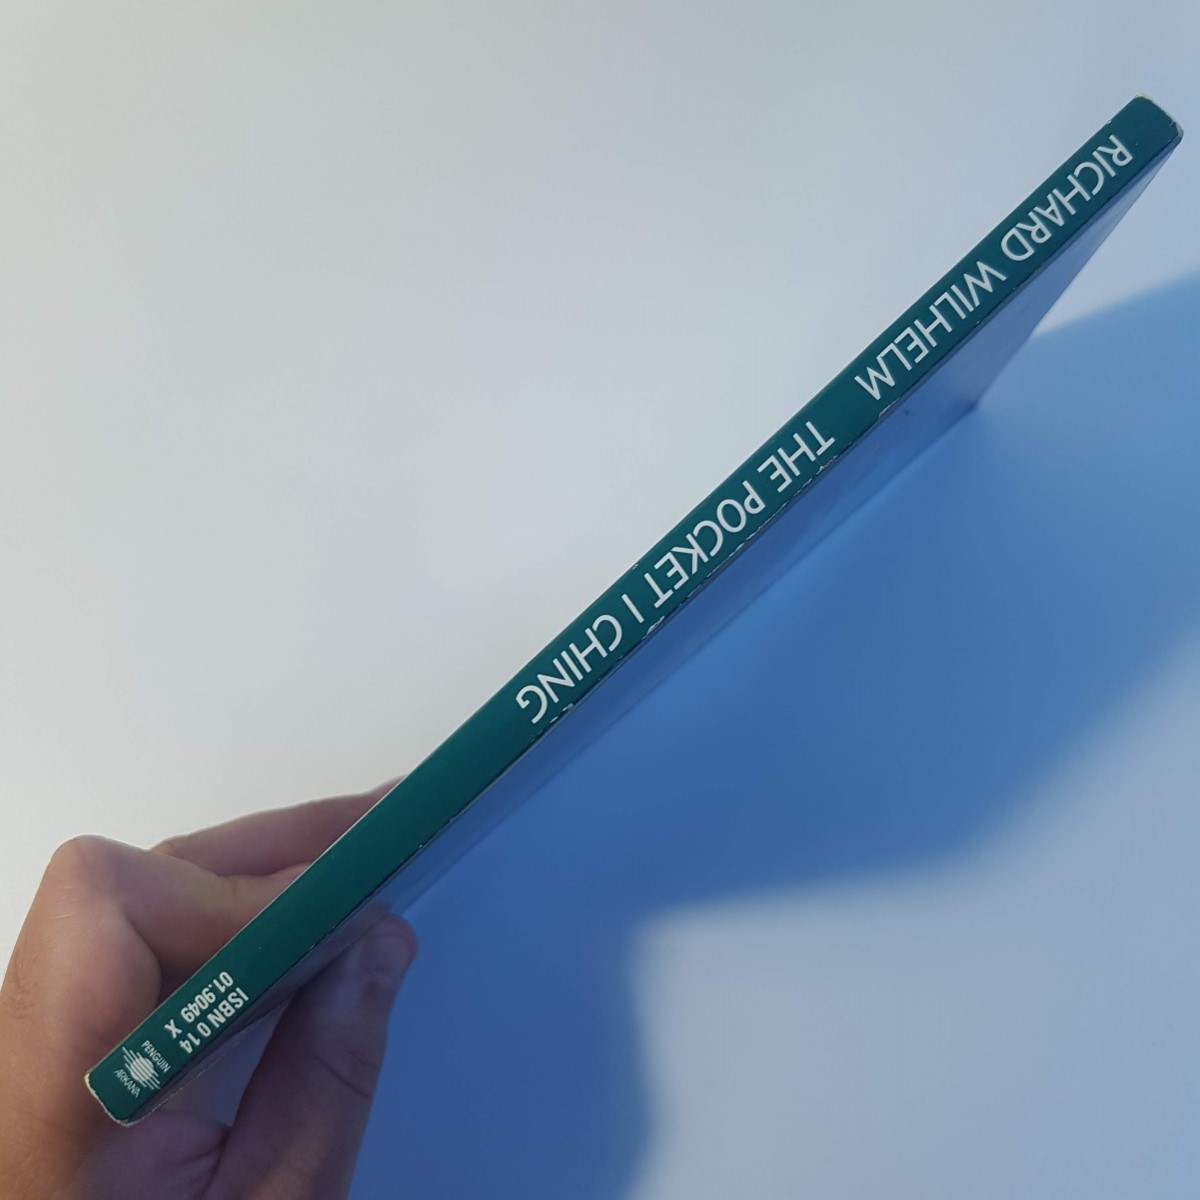 RICHARD WILHELM
THE POCKET I CHING
ISBN 0 14
01.9049 X
PENGUIN
ARKANA